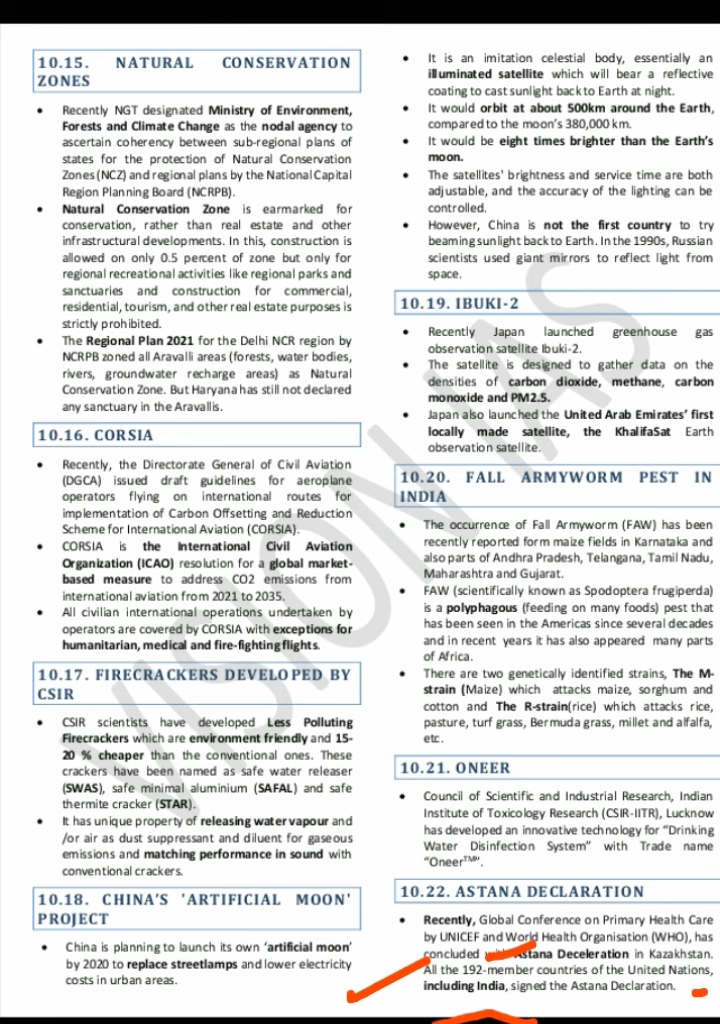 10.15. NATURAL CONSERVATION
ZONES
• Recently NGT designated Ministry of Environment,
Forests and Climate Change as the nodal agency to
ascertain coherency between sub-regional plans of
states for the protection of Natural Conservation
Zones (NCZ) and regional plans by the National Capital
Region Planning Board (NCRPB).
• Natural Conservation Zone is earmarked for
conservation, rather than real estate and other
infrastructural developments. In this, construction is
allowed on only 0.5 percent of zone but only for
regional recreational activities like regional parks and
sanctuaries and construction for commercial,
residential, tourism, and other real estate purposes is
strictly prohibited.
• The Regional Plan 2021 for the Delhi NCR region by
NCRPB zoned all Aravalli areas (forests, water bodies,
rivers, groundwater recharge areas) as Natural
Conservation Zone. But Haryana has still not declared
any sanctuary in the Aravallis.
10.16. CORSIA
• Recently, the Directorate General of Civil Aviation
(DGCA) issued draft guidelines for aeroplane
operators flying on international routes for
implementation of Carbon Offsetting and Reduction
Scheme for International Aviation (CORSIA).
• CORSIA is the International Civil Aviation
Organization (ICAO) resolution for a global market-
based measure to address CO2 emissions from
international aviation from 2021 to 2035.
• All civilian international operations undertaken by
operators are covered by CORSIA with exceptions for
humanitarian, medical and fire-fighting flights.
10.17. FIRECRACKERS DEVELOPED BY
CSIR
• CSIR scientists have developed Less Polluting
Firecrackers which are environment friendly and 15-
20 % cheaper than the conventional ones. These
crackers have been named as safe water releaser
(SWAS), safe minimal aluminium (SAFAL) and safe
thermite cracker (STAR).
• It has unique property of releasing water vapour and
/or air as dust suppressant and diluent for gaseous
emissions and matching performance in sound with
conventional crackers.
10.18. CHINA'S 'ARTIFICIAL MOON'
PROJECT
• China is planning to launch its own 'artificial moon'
by 2020 to replace streetlamps and lower electricity
costs in urban areas.
• It is an imitation celestial body, essentially an
illuminated satellite which will bear a reflective
coating to cast sunlight back to Earth at night.
• It would orbit at about 500km around the Earth,
compared to the moon's 380,000 km.
• It would be eight times brighter than the Earth's
moon.
• The satellites' brightness and service time are both
adjustable, and the accuracy of the lighting can be
controlled.
• However, China is not the first country to try
beaming sunlight back to Earth. In the 1990s, Russian
scientists used giant mirrors to reflect light from
space.
10.19. IBUKI-2
• Recently Japan launched greenhouse gas
observation satellite Ibuki-2.
• The satellite is designed to gather data on the
densities of carbon dioxide, methane, carbon
monoxide and PM2.5.
• Japan also launched the United Arab Emirates' first
locally made satellite, the KhalifaSat Earth
observation satellite.
10.20. FALL ARMYWORM PEST IN
INDIA
• The occurrence of Fall Armyworm (FAW) has been
recently reported form maize fields in Karnataka and
also parts of Andhra Pradesh, Telangana, Tamil Nadu,
Maharashtra and Gujarat.
• FAW (scientifically known as Spodoptera frugiperda)
is a polyphagous (feeding on many foods) pest that
has been seen in the Americas since several decades
and in recent years it has also appeared many parts
of Africa.
• There are two genetically identified strains, The M-
strain (Maize) which attacks maize, sorghum and
cotton and The R-strain(rice) which attacks rice,
pasture, turf grass, Bermuda grass, millet and alfalfa,
etc.
10.21. ONEER
• Council of Scientific and Industrial Research, Indian
Institute of Toxicology Research (CSIR-IITR), Lucknow
has developed an innovative technology for "Drinking
Water Disinfection System" with Trade name
"Oneer™".
10.22. ASTANA DECLARATION
• Recently, Global Conference on Primary Health Care
by UNICEF and World Health Organisation (WHO), has
concluded with Astana Deceleration in Kazakhstan.
All the 192-member countries of the United Nations,
including India, signed the Astana Declaration.
VISION IAS